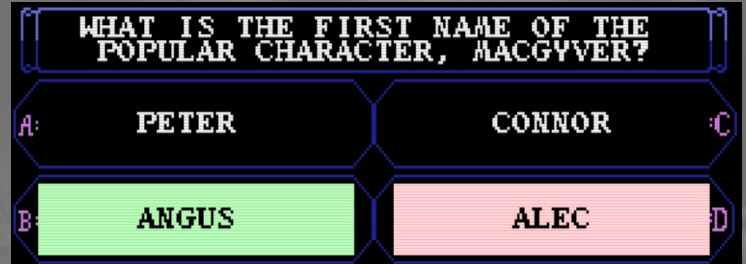 WHAT IS THE FIRST NAME OF THE
POPULAR CHARACTER, MACGYVER?
A: PETER
CONNOR :C
B: ANGUS
ALEC :D